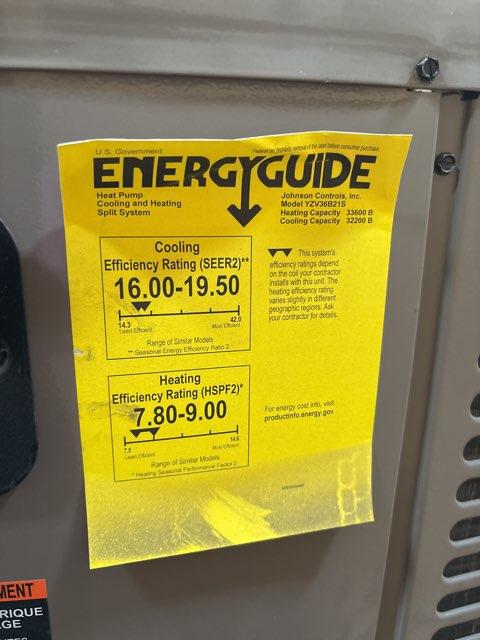 U.S. Government
Federal law prohibits removal of this label before consumer purchase.
ENERGYGUIDE
Heat Pump
Cooling and Heating
Split System
Johnson Controls, Inc.
Model YZV36B21S
Heating Capacity 33600 B
Cooling Capacity 32200 B
Cooling
Efficiency Rating (SEER2)**
16.00-19.50
14.3
42.0
Least Efficient
Most Efficient
Range of Similar Models
** Seasonal Energy Efficiency Ratio 2
This system's
efficiency ratings depend
on the coil your contractor
installs with this unit. The
heating efficiency rating
varies slightly in different
geographic regions. Ask
your contractor for details.
Heating
Efficiency Rating (HSPF2)*
7.80-9.00
7.5
14.6
Least Efficient
Most Efficient
Range of Similar Models
* Heating Seasonal Performance Factor 2
For energy cost info, visit
productinfo.energy.gov
MENT
RIQUE
GE